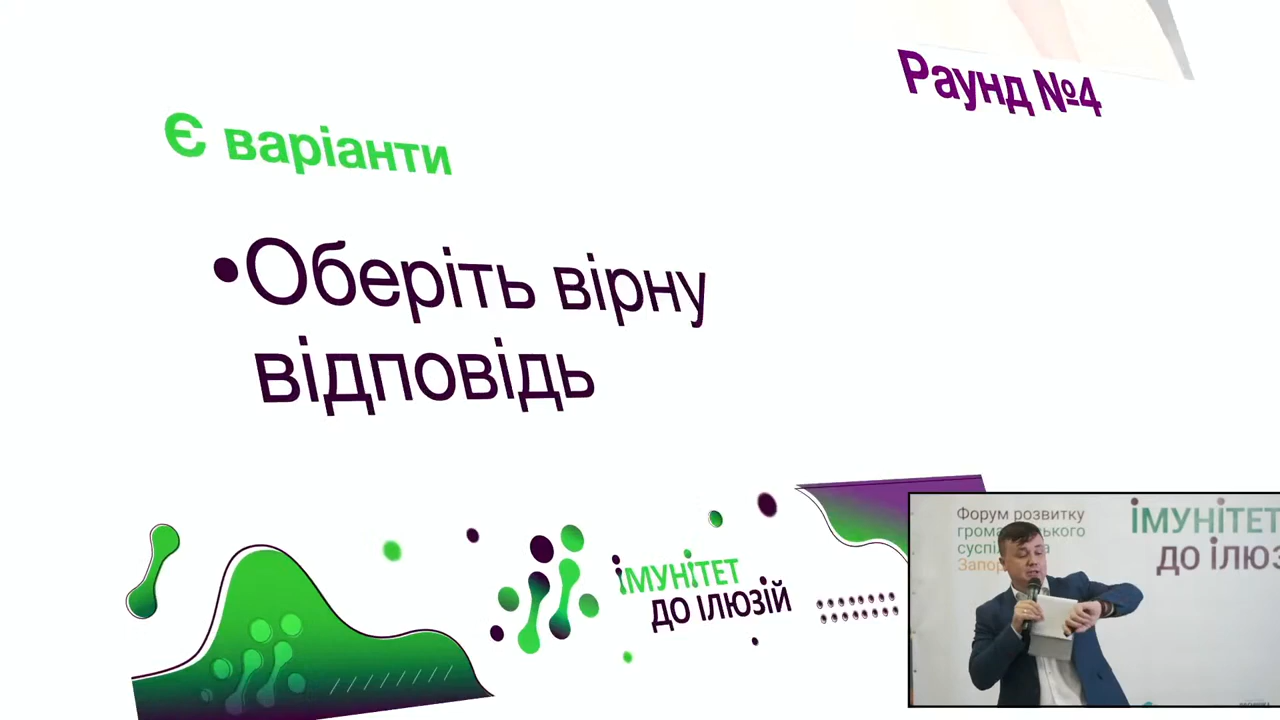 Раунд №4
Є варіанти
•Оберіть вірну
відповідь
імунітет
до ілюзій
Форум розвитку
імунітет
до ілюз